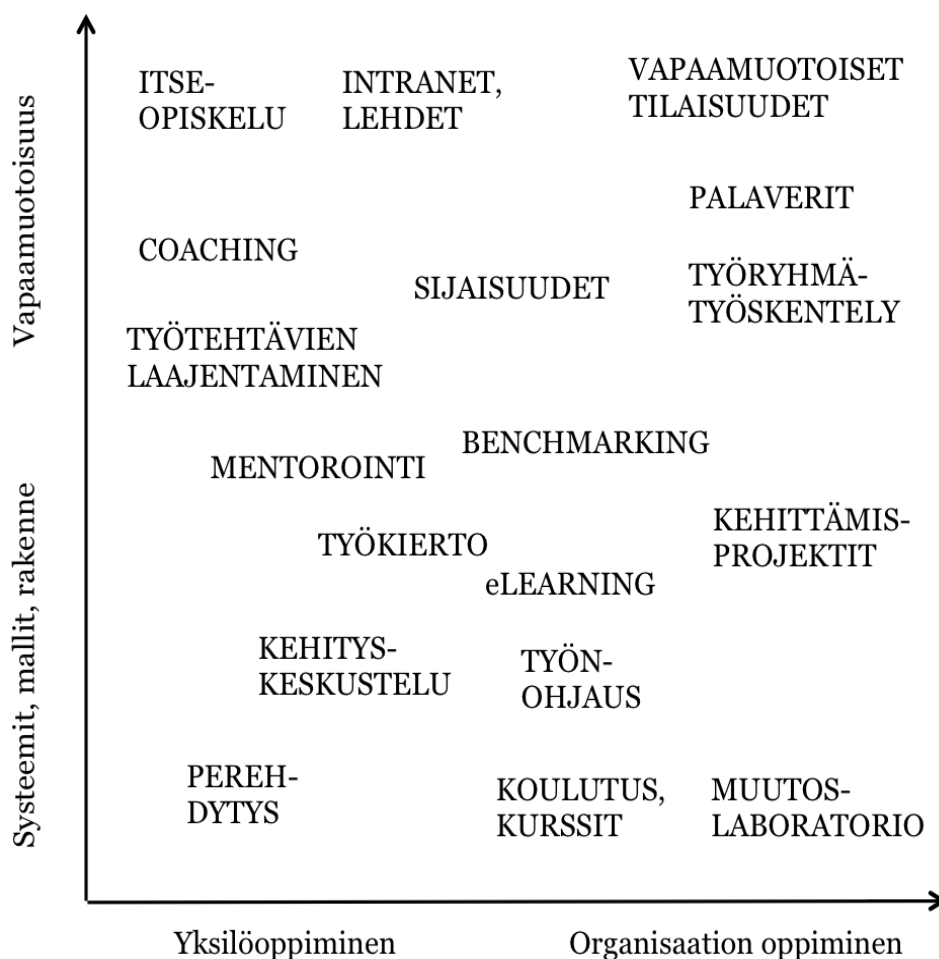 ITSE-
OPISKELU
INTRANET,
LEHDET
VAPAAMUOTOISET
TILAISUUDET
PALAVERIT
COACHING
SIJAISUUDET
TYÖRYHMÄ-
TYÖSKENTELY
TYÖTEHTÄVIEN
LAAJENTAMINEN
BENCHMARKING
MENTOROINTI
KEHITTÄMIS-
PROJEKTIT
TYÖKIERTO
eLEARNING
KEHITYS-
KESKUSTELU
TYÖN-
OHJAUS
PEREH-
DYTYS
KOULUTUS,
KURSSIT
MUUTOS-
LABORATORIO
Vapaamuotoisuus
Systeemit, mallit, rakenne
Yksilöoppiminen
Organisaation oppiminen